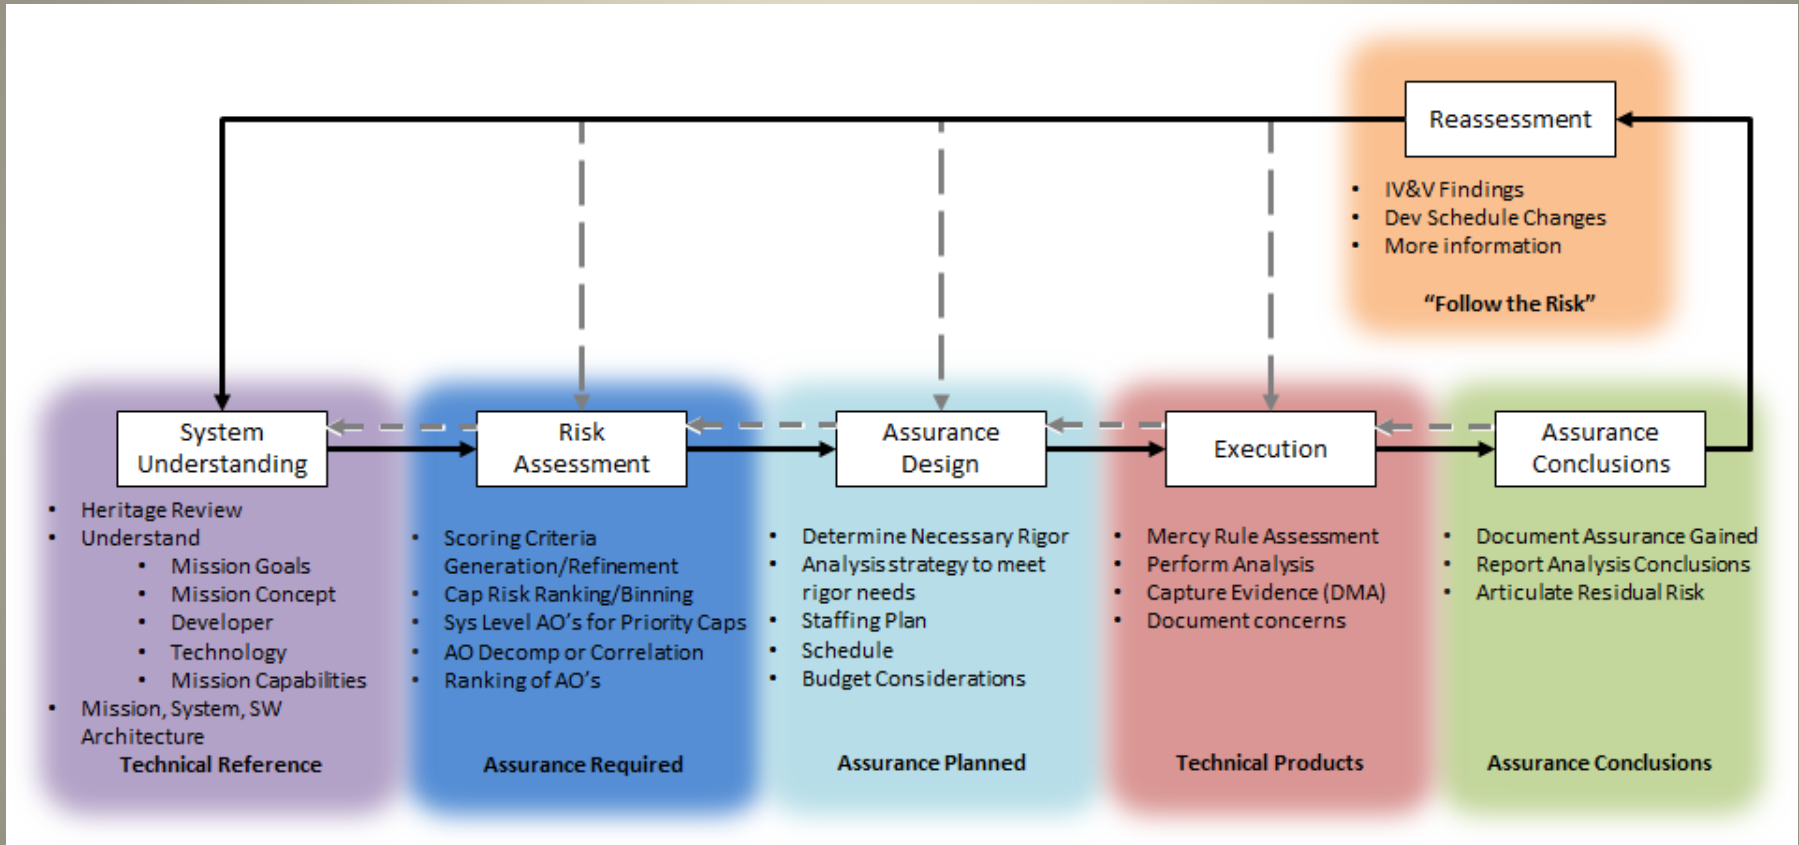 Reassessment
• IV&V Findings
• Dev Schedule Changes
• More information
“Follow the Risk”
System
Understanding
• Heritage Review
• Understand
• Mission Goals
• Mission Concept
• Developer
• Technology
• Mission Capabilities
• Mission, System, SW
Architecture
Technical Reference
Risk
Assessment
• Scoring Criteria
Generation/Refinement
• Cap Risk Ranking/Binning
• Sys Level AO’s for Priority Caps
• AO Decomp or Correlation
• Ranking of AO’s
Assurance Required
Assurance
Design
• Determine Necessary Rigor
• Analysis strategy to meet
rigor needs
• Staffing Plan
• Schedule
• Budget Considerations
Assurance Planned
Execution
• Mercy Rule Assessment
• Perform Analysis
• Capture Evidence (DMA)
• Document concerns
Technical Products
Assurance
Conclusions
• Document Assurance Gained
• Report Analysis Conclusions
• Articulate Residual Risk
Assurance Conclusions